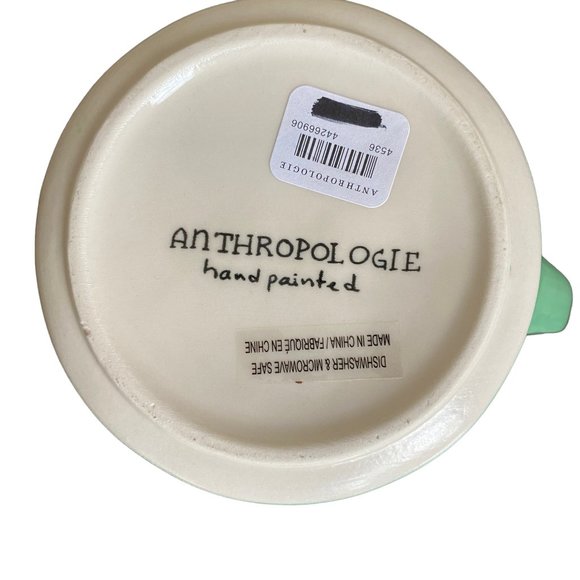 ANTHROPOLOGIE
4536
44266906
ANTHROPOLOGIE
hand painted
DISHWASHER & MICROWAVE SAFE
MADE IN CHINA / FABRIQUÉ EN CHINE